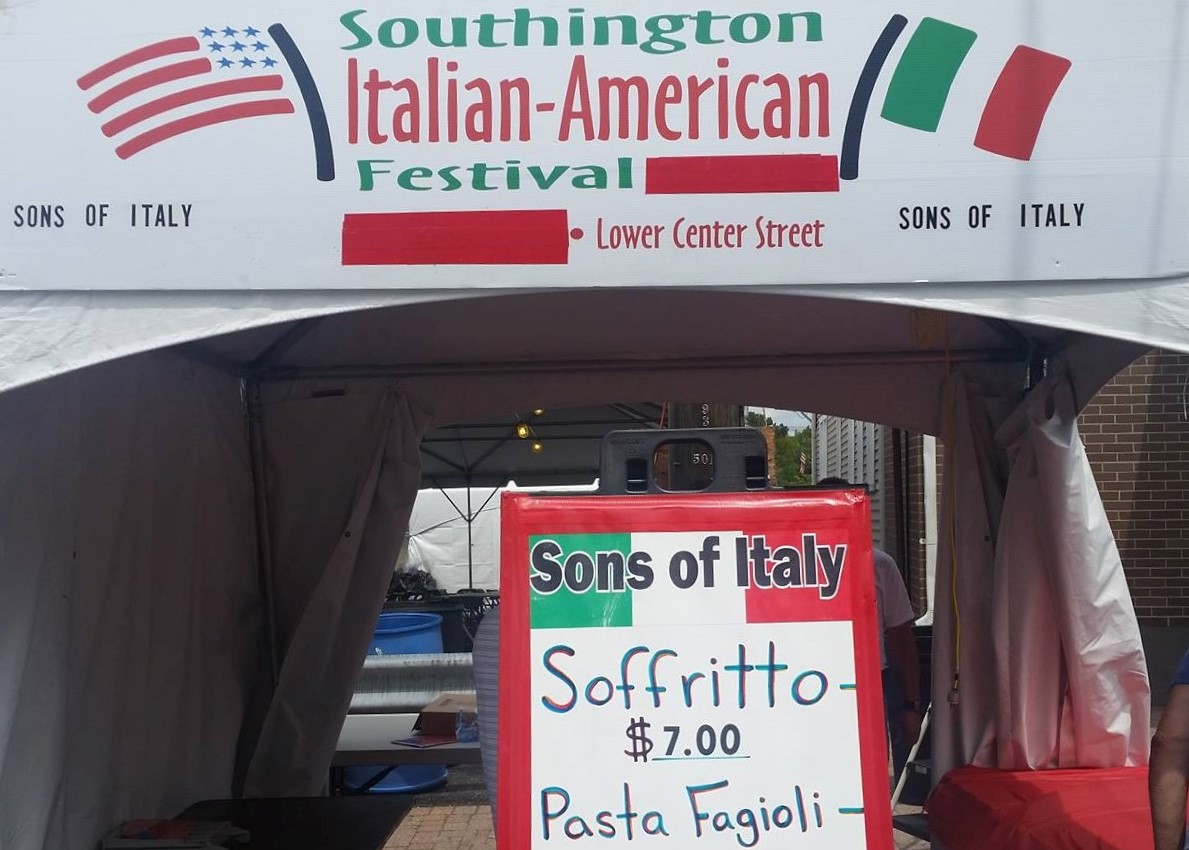 Southington
Italian-American
Festival
SONS OF ITALY
• Lower Center Street
SONS OF ITALY
501
Sons of Italy
Soffritto-
$7.00
Pasta Fagioli-